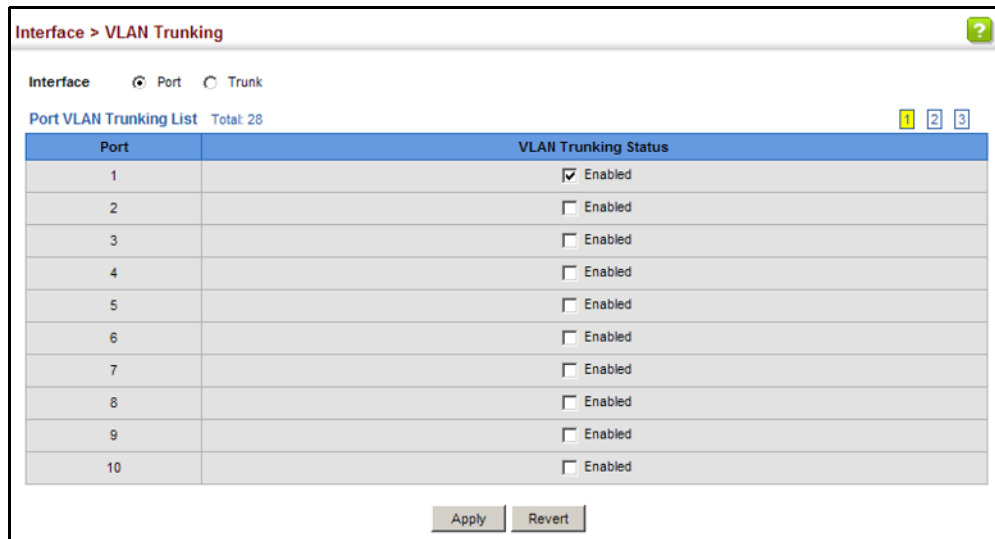 Interface > VLAN Trunking ?
Interface Port Trunk
Port VLAN Trunking List Total: 28 1 2 3
Port VLAN Trunking Status
1 Enabled
2 Enabled
3 Enabled
4 Enabled
5 Enabled
6 Enabled
7 Enabled
8 Enabled
9 Enabled
10 Enabled
Apply Revert